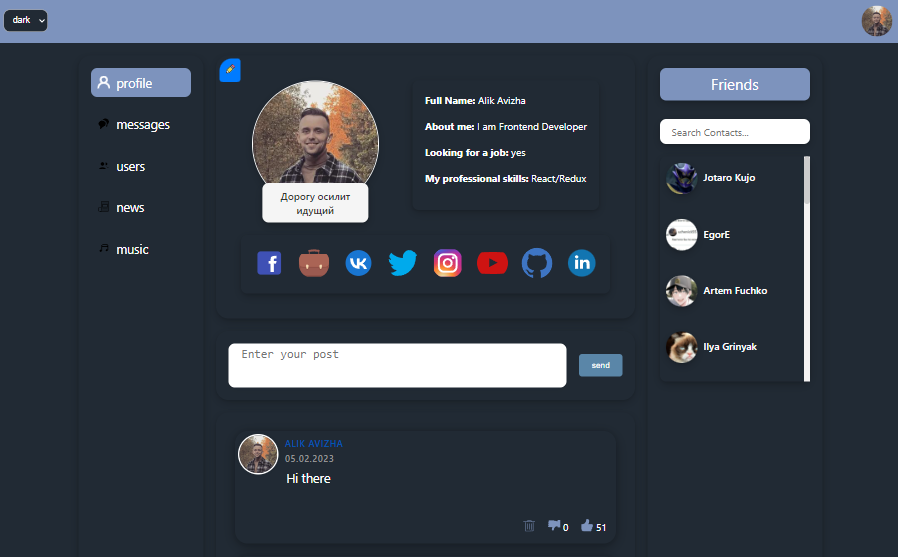 dark
profile
messages
users
news
music
Full Name: Alik Avizha
About me: I am Frontend Developer
Looking for a job: yes
My professional skills: React/Redux
Дорогу осилит
идущий
Enter your post
send
ALIK AVIZHA
05.02.2023
Hi there
0
51
Friends
Search Contacts...
Jotaro Kujo
EgorE
Artem Fuchko
Ilya Grinyak